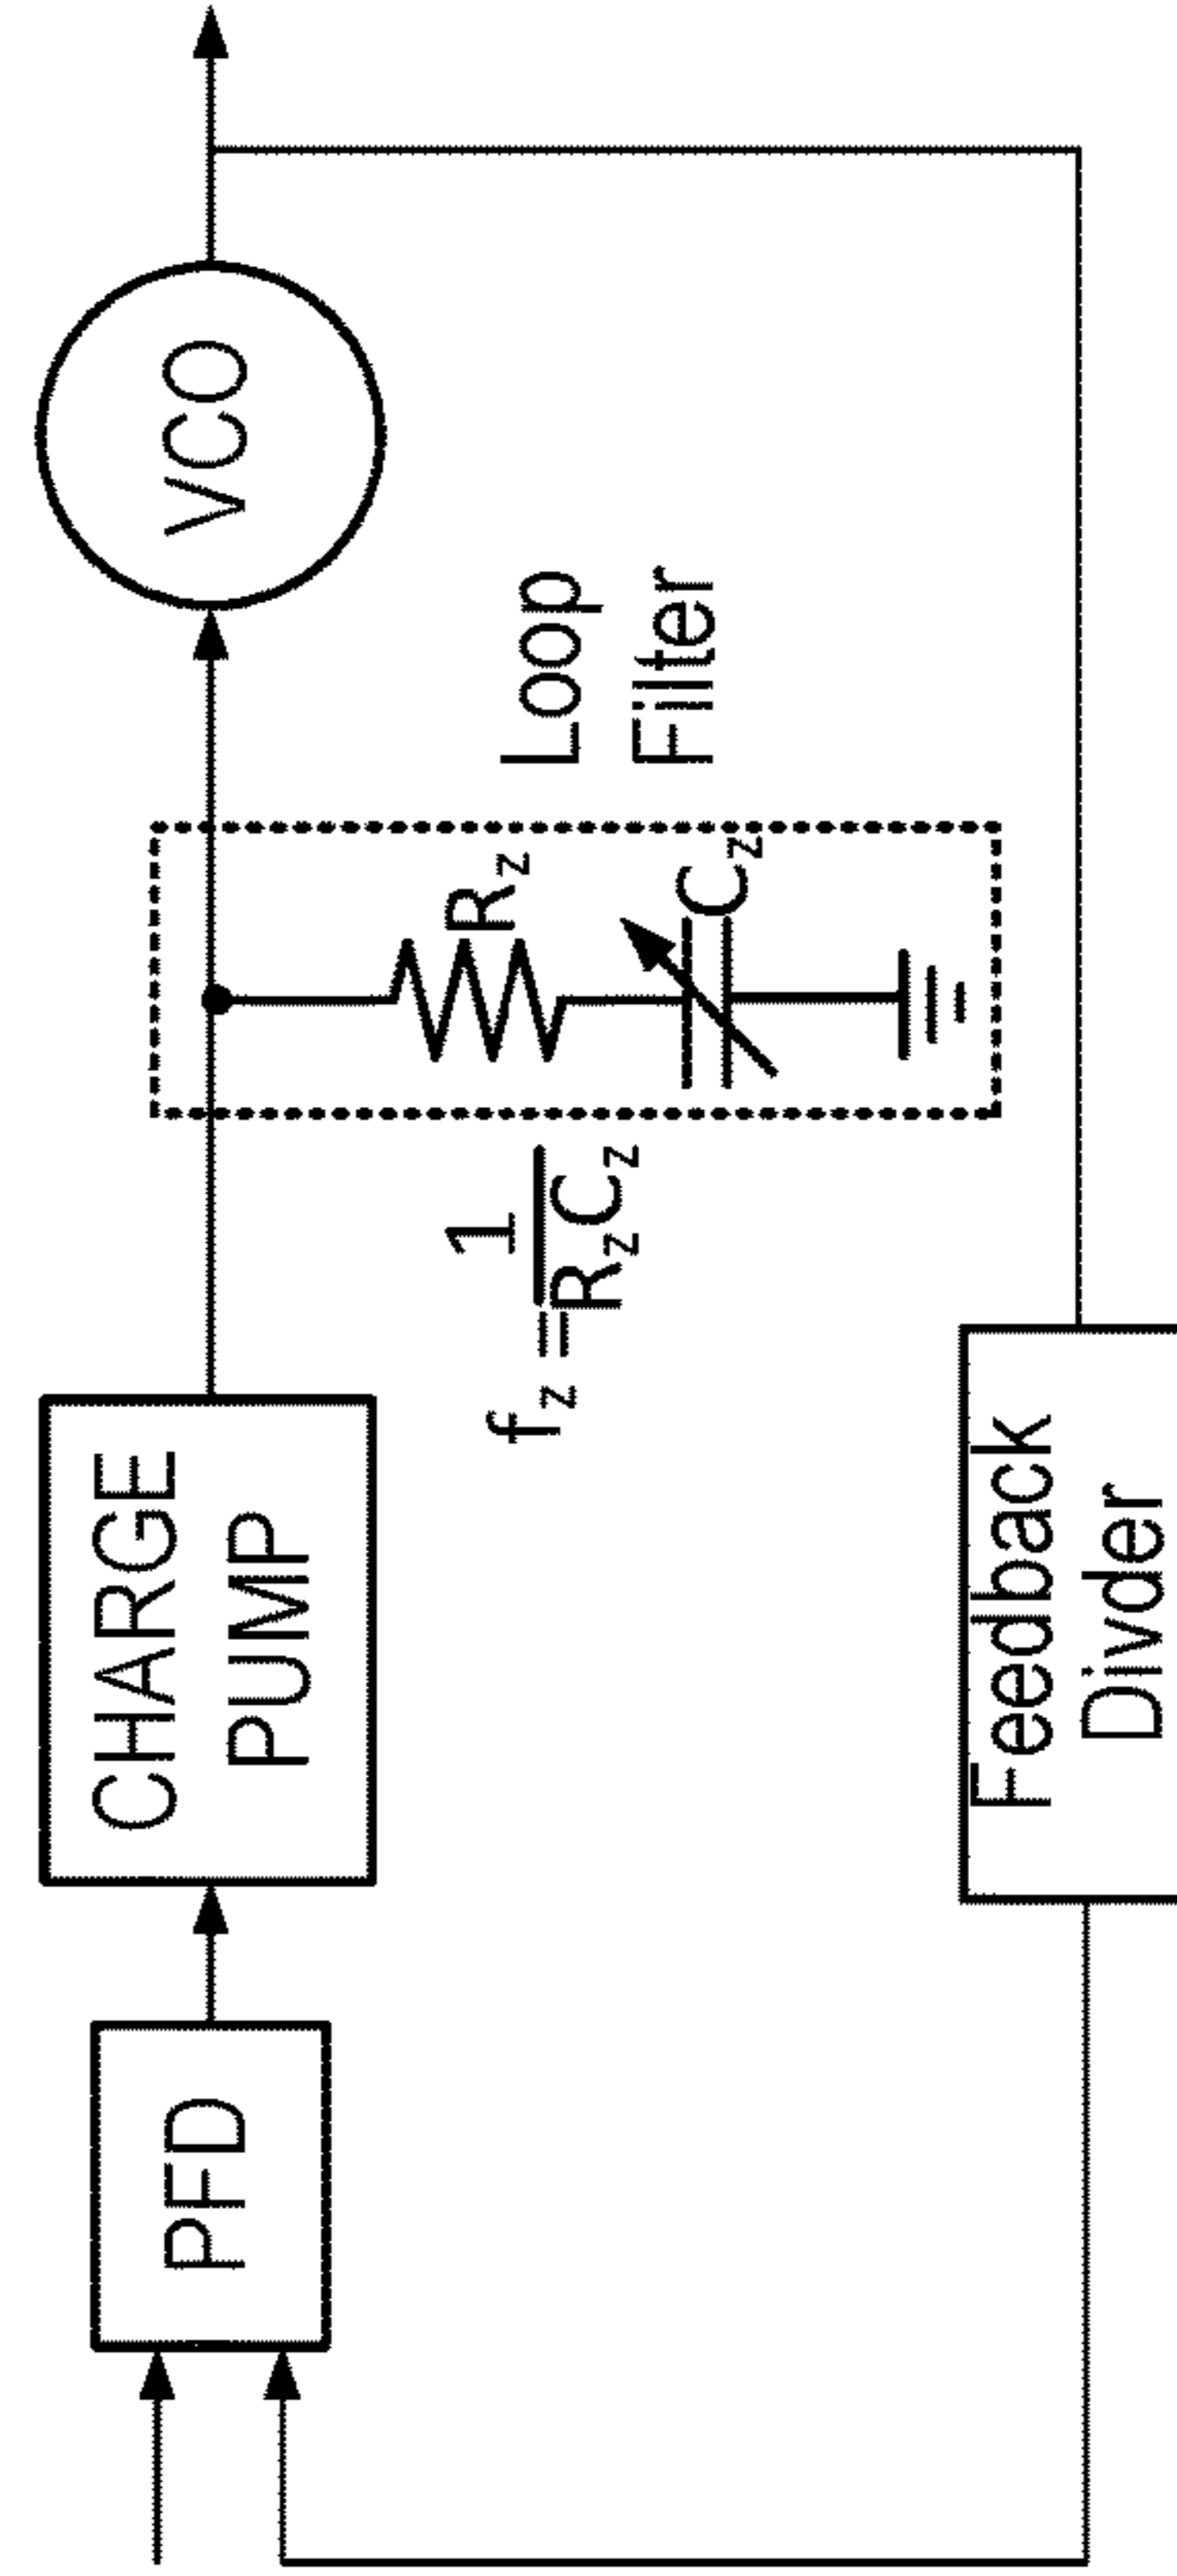 PFD
CHARGE
PUMP
f_z = 1/R_zC_z
R_z
C_z
Loop
Filter
VCO
Feedback
Divder